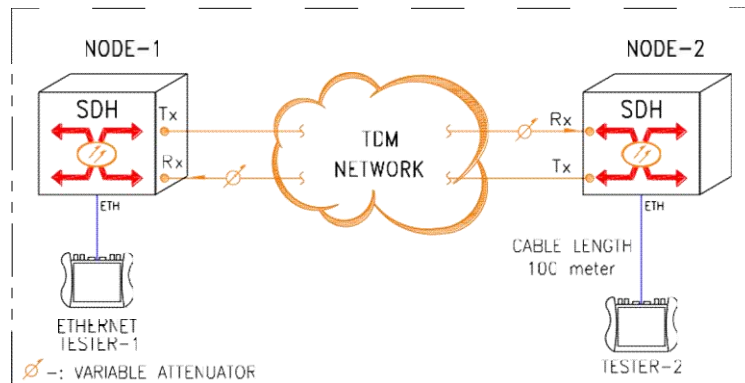 NODE-1
NODE-2
SDH
Tx
Rx
ETH
TDM
NETWORK
SDH
Rx
Tx
ETH
CABLE LENGTH
100 meter
ETHERNET
TESTER-1
TESTER-2
-: VARIABLE ATTENUATOR